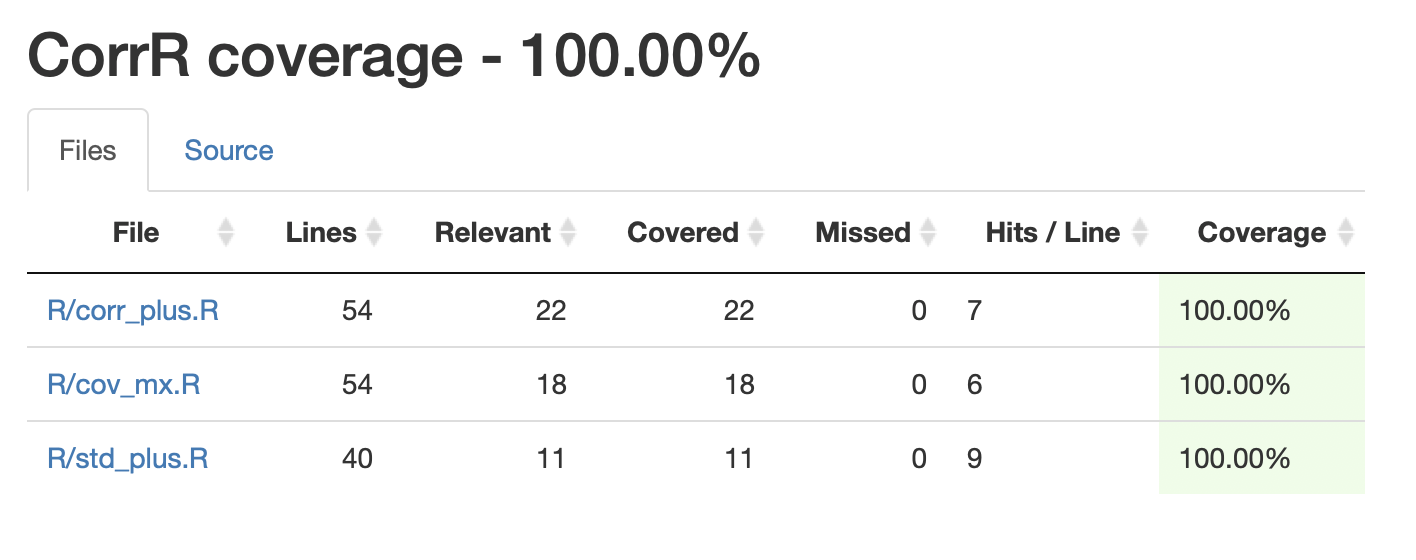 CorrR coverage - 100.00%
Files Source
File Lines Relevant Covered Missed Hits / Line Coverage
R/corr_plus.R 54 22 22 0 7 100.00%
R/cov_mx.R 54 18 18 0 6 100.00%
R/std_plus.R 40 11 11 0 9 100.00%